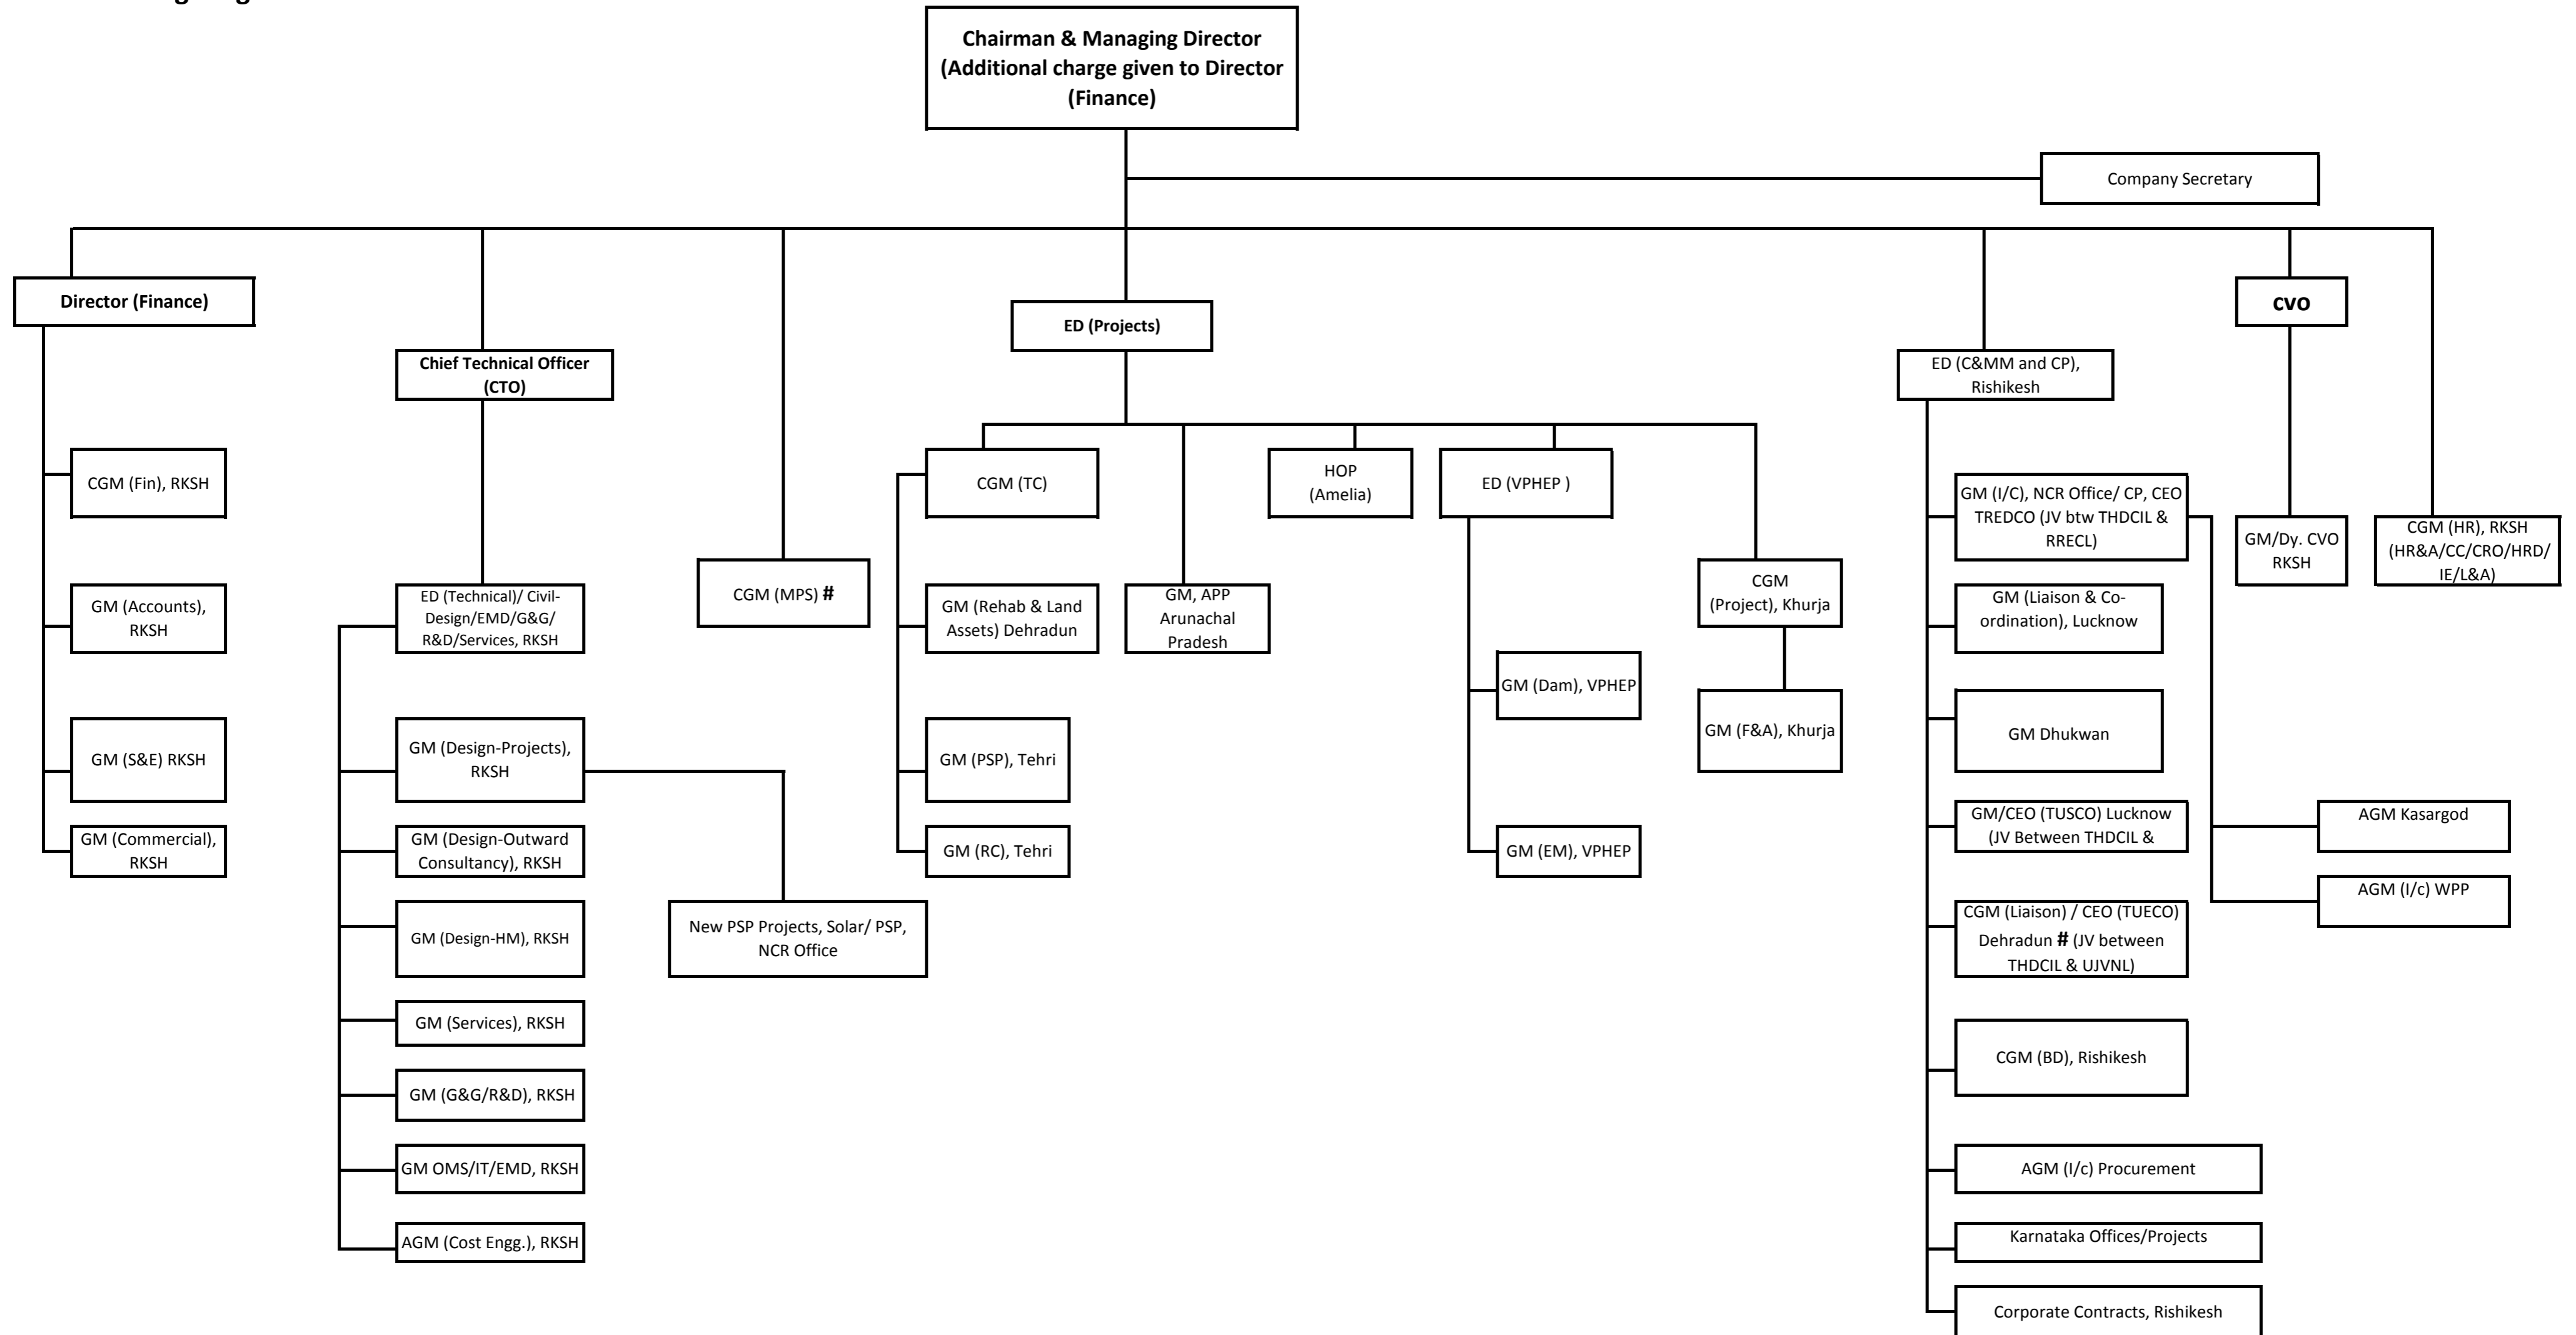 Chairman & Managing Director
(Additional charge given to Director
(Finance)
Company Secretary
Director (Finance)
CVO
ED (Projects)
Chief Technical Officer
(CTO)
ED (C&MM and CP),
Rishikesh
CGM (Fin), RKSH
GM (Accounts),
RKSH
GM (S&E) RKSH
GM (Commercial),
RKSH
ED (Technical)/ Civil-
Design/EMD/G&G/
R&D/Services, RKSH
GM (Design-Projects),
RKSH
GM (Design-Outward
Consultancy), RKSH
GM (Design-HM), RKSH
GM (Services), RKSH
GM (G&G/R&D), RKSH
GM OMS/IT/EMD, RKSH
AGM (Cost Engg.), RKSH
New PSP Projects, Solar/ PSP,
NCR Office
CGM (MPS) #
CGM (TC)
GM (Rehab & Land
Assets) Dehradun
GM (PSP), Tehri
GM (RC), Tehri
GM, APP
Arunachal
Pradesh
HOP
(Amelia)
ED (VPHEP )
GM (Dam), VPHEP
GM (EM), VPHEP
CGM
(Project), Khurja
GM (F&A), Khurja
GM (I/C), NCR Office/ CP, CEO
TREDCO (JV btw THDCIL &
RRECL)
GM (Liaison & Co-
ordination), Lucknow
GM Dhukwan
GM/CEO (TUSCO) Lucknow
(JV Between THDCIL &
CGM (Liaison) / CEO (TUECO)
Dehradun # (JV between
THDCIL & UJVNL)
CGM (BD), Rishikesh
AGM (I/c) Procurement
Karnataka Offices/Projects
Corporate Contracts, Rishikesh
AGM Kasargod
AGM (I/c) WPP
GM/Dy. CVO
RKSH
CGM (HR), RKSH
(HR&A/CC/CRO/HRD/
IE/L&A)